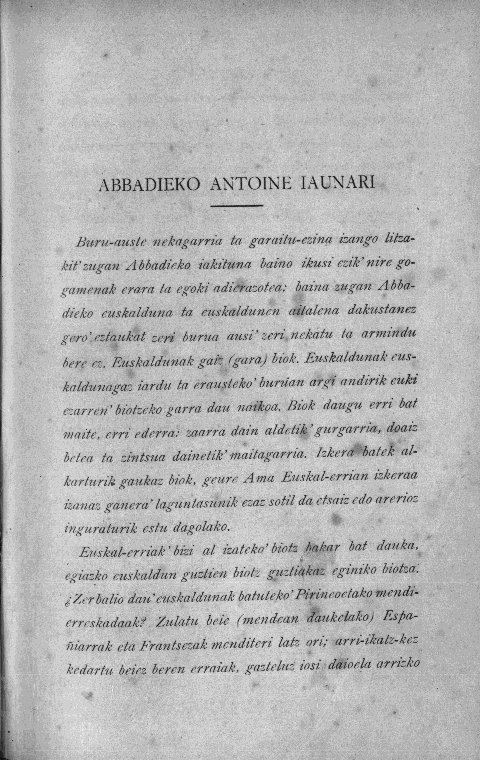 ABBADIEKO ANTOINE IAUNARI
Buru-auste nekagarria ta garaitu-ezina izango litza-
kit' zugan Abbadieko iakituna baino ikusi ezik' nire go-
gamenak erara ta egoki adierazotea: baina zugan Abba-
dieko euskalduna ta euskaldunen aitalena dakustanez
gero' eztaukat zeri burua ausi' zeri nekatu ta armindu
bere ez. Euskaldunak gatz (gara) biok. Euskaldunak eus-
kaldunagaz iardu ta erausteko' buruan argi andirik euki
ezarren' biotzeko garra dau naikoa. Biok daugu erri bat
maite, erri ederra: zaarra dain aldetik' gurgarria, doaiz
betea ta zintsua dainetik' maitagarria. Izkera batek al-
karturik gaukaz biok, geure Ama Euskal-errian izkeraa
izanaz ganera' laguntasunik ezaz sotil da etsaiz edo arerioz
inguraturik estu dagolako.
Euskal-erriak' bizi al izateko' biotz bakar bat dauka,
egiazko euskaldun guztien biotz guztiakaz eginiko biotza.
¿Zer balio dau' euskaldunak batuteko' Pirineoetako mendi-
erreskadaak? Zulatu beie (mendean daukelako) Espa-
ñiarrak eta Frantsezak menditeri latz ori; arri-ikatz-kez
kedartu beiez beren erraiak, gazteluz iosi daioela arrizko